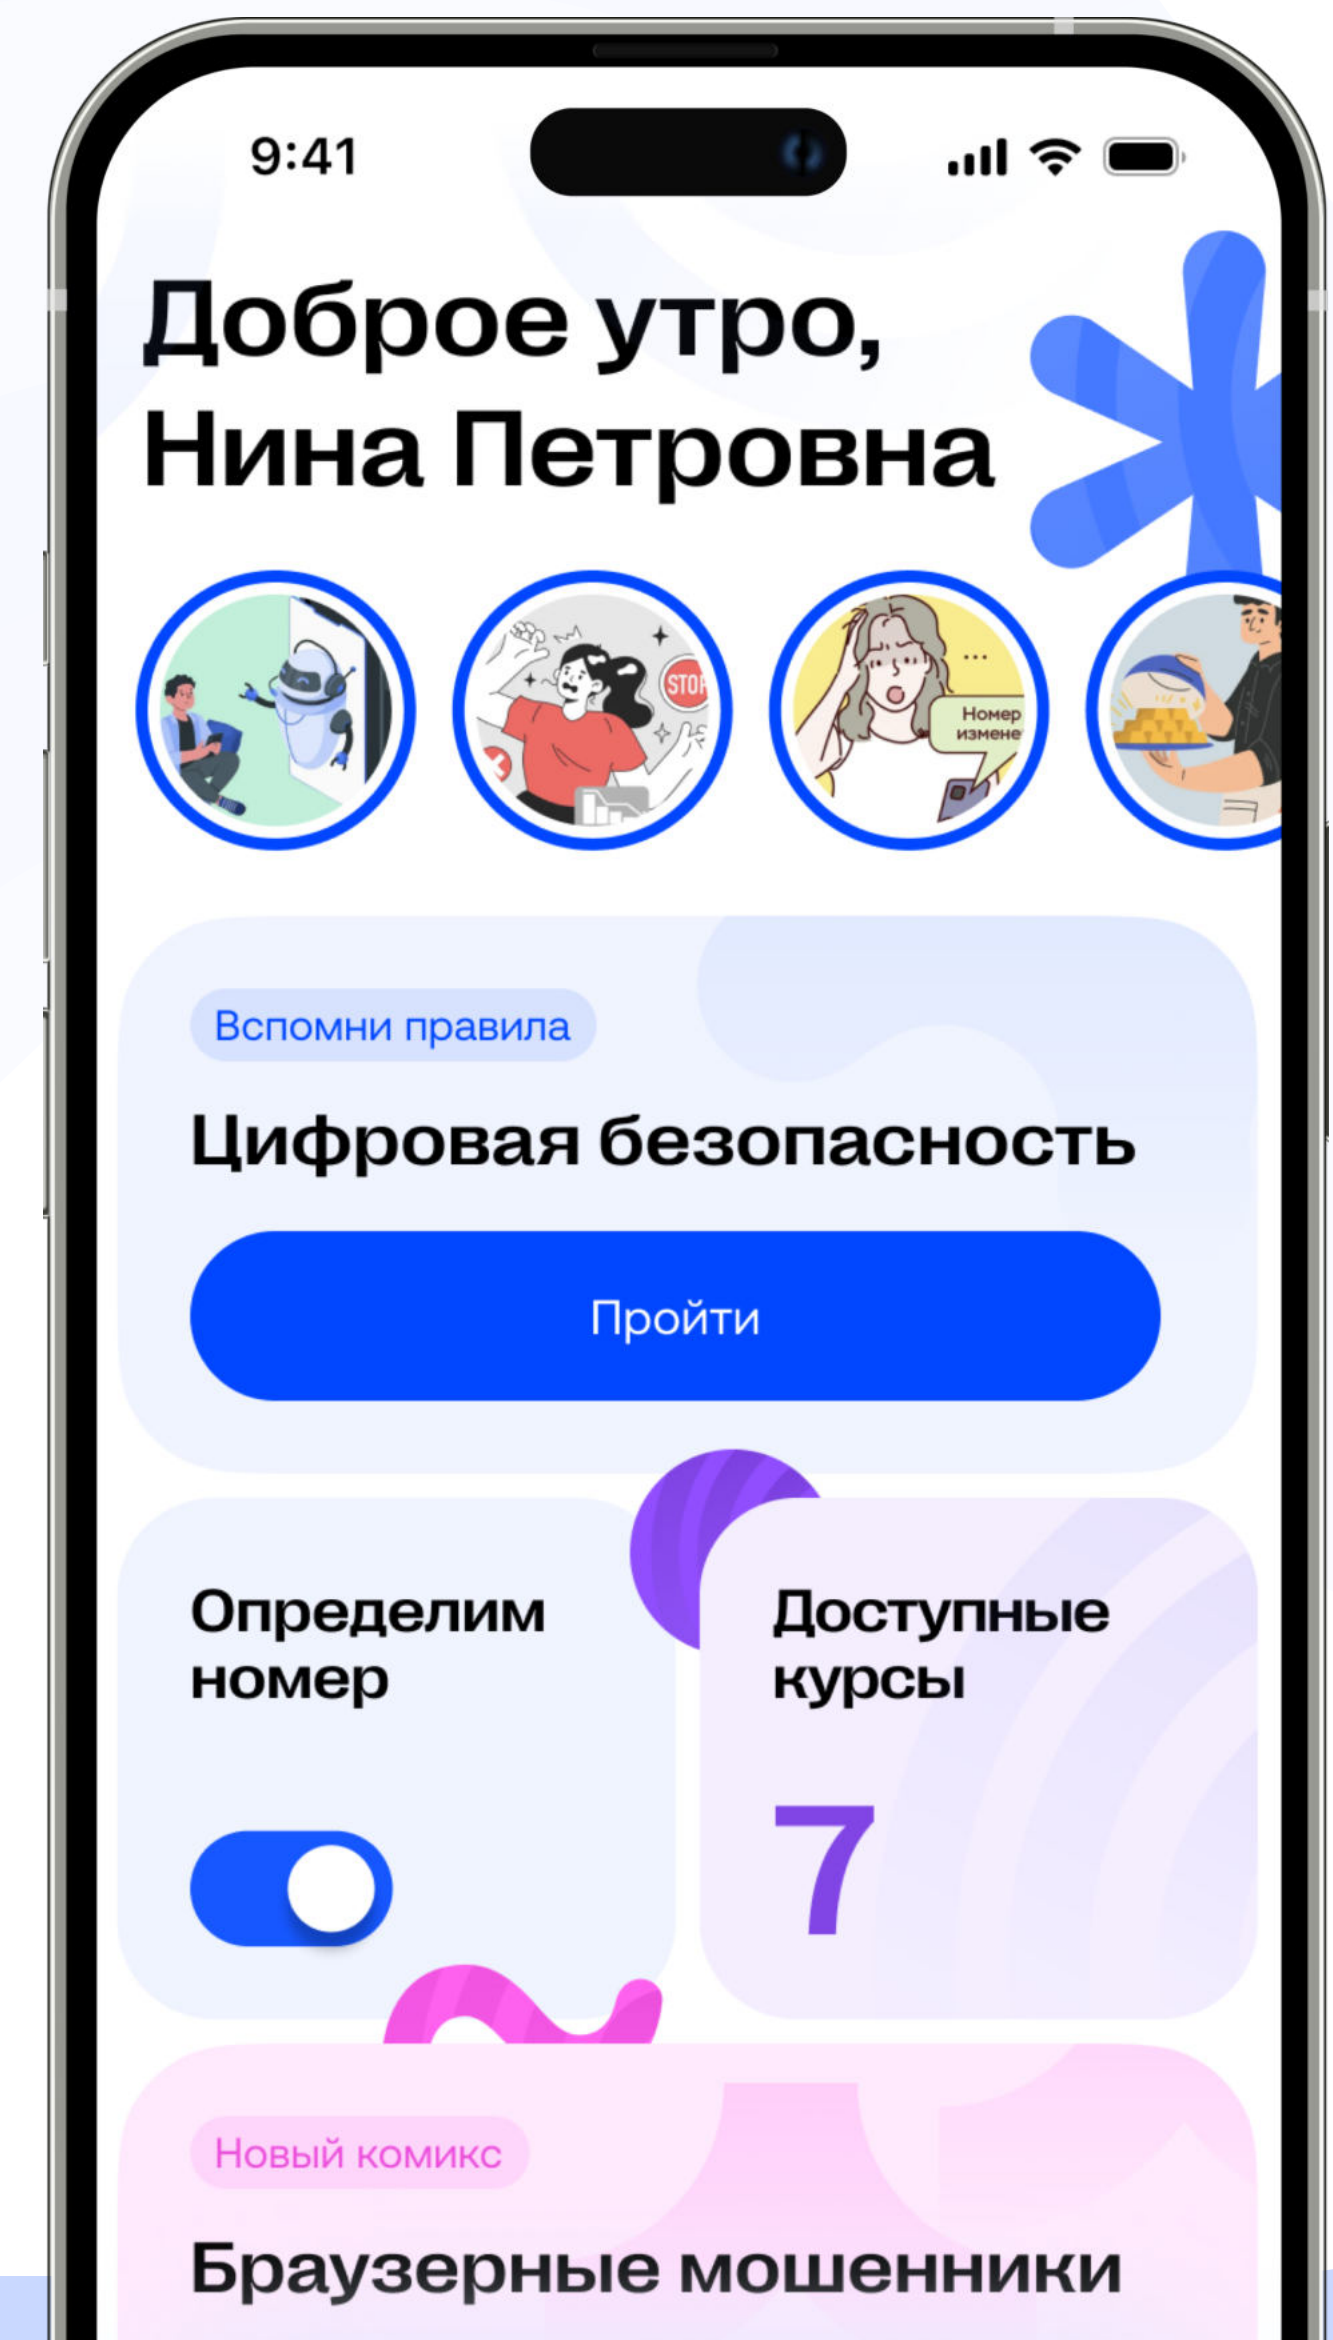 9:41
Доброе утро,
Нина Петровна
STOP
Номер
измене
Вспомни правила
Цифровая безопасность
Пройти
Определим
номер
Доступные
курсы
7
Новый комикс
Браузерные мошенники